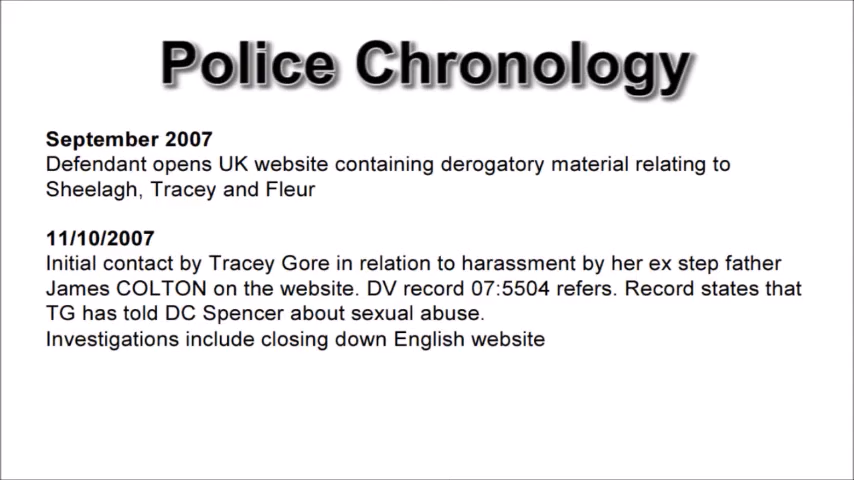 Police Chronology
September 2007
Defendant opens UK website containing derogatory material relating to
Sheelagh, Tracey and Fleur
11/10/2007
Initial contact by Tracey Gore in relation to harassment by her ex step father
James COLTON on the website. DV record 07:5504 refers. Record states that
TG has told DC Spencer about sexual abuse.
Investigations include closing down English website